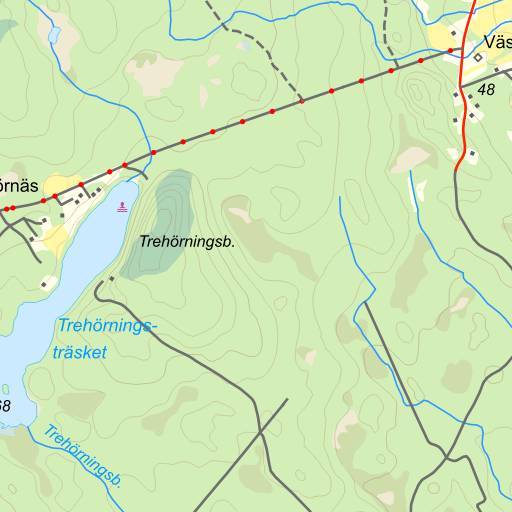 Väs
48
örnäs
Trehörningsb.
Trehörnings-
träsket
68
Trehörningsb.